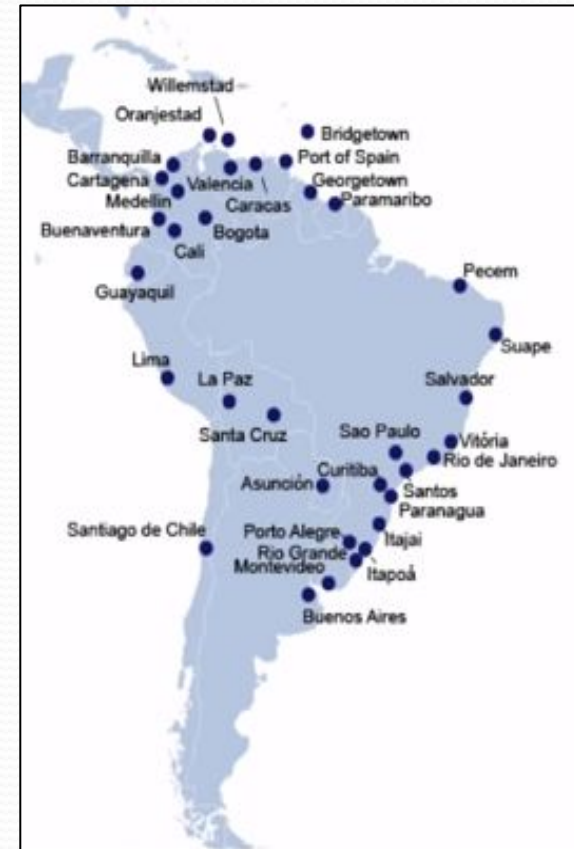 Willemstad
Oranjestad
Bridgetown
Barranquilla
Port of Spain
Cartagena
Valencia
Georgetown
Medellin
Caracas
Paramaribo
Buenaventura
Bogota
Cali
Guayaquil
Pecem
Suape
Lima
La Paz
Salvador
Santa Cruz
Sao Paulo
Vitória
Rio de Janeiro
Curitiba
Asunción
Santos
Paranagua
Santiago de Chile
Porto Alegre
Itajai
Rio Grande
Montevideo
Itapoá
Buenos Aires